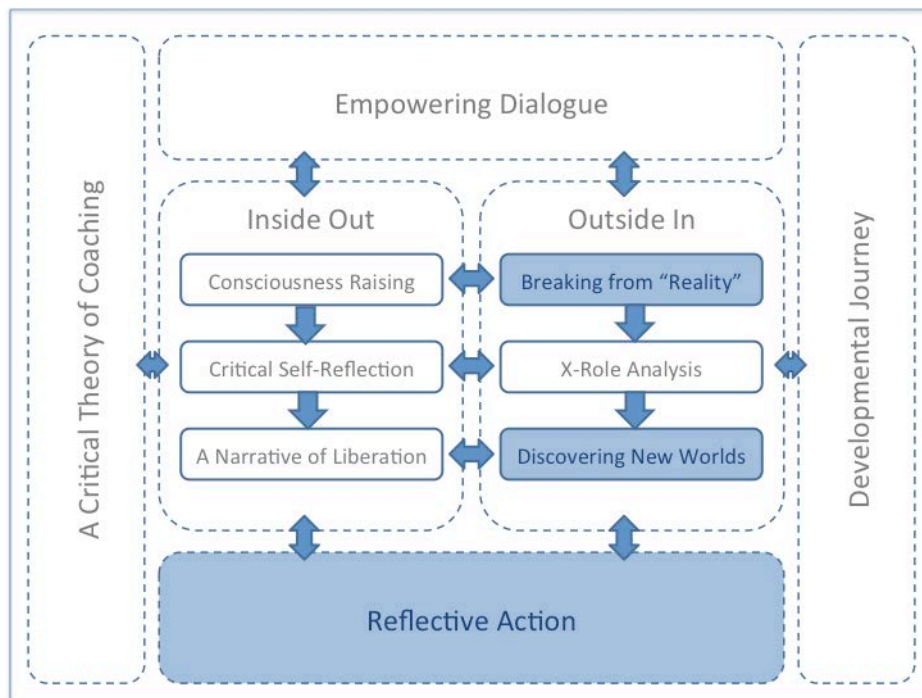 A Critical Theory of Coaching
Empowering Dialogue
Inside Out
Consciousness Raising
Critical Self-Reflection
A Narrative of Liberation
Outside In
Breaking from “Reality”
X-Role Analysis
Discovering New Worlds
Reflective Action
Developmental Journey